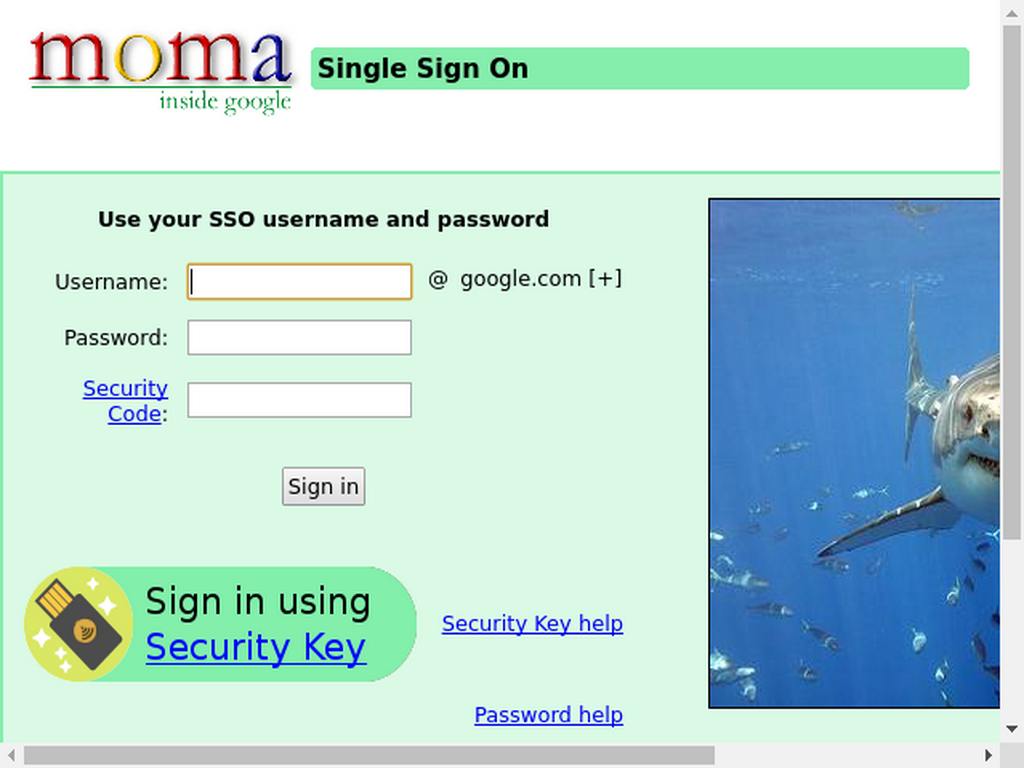 moma
inside google
Single Sign On
Use your SSO username and password
Username:
@ google.com [+]
Password:
Security
Code:
Sign in
Sign in using
Security Key
Security Key help
Password help